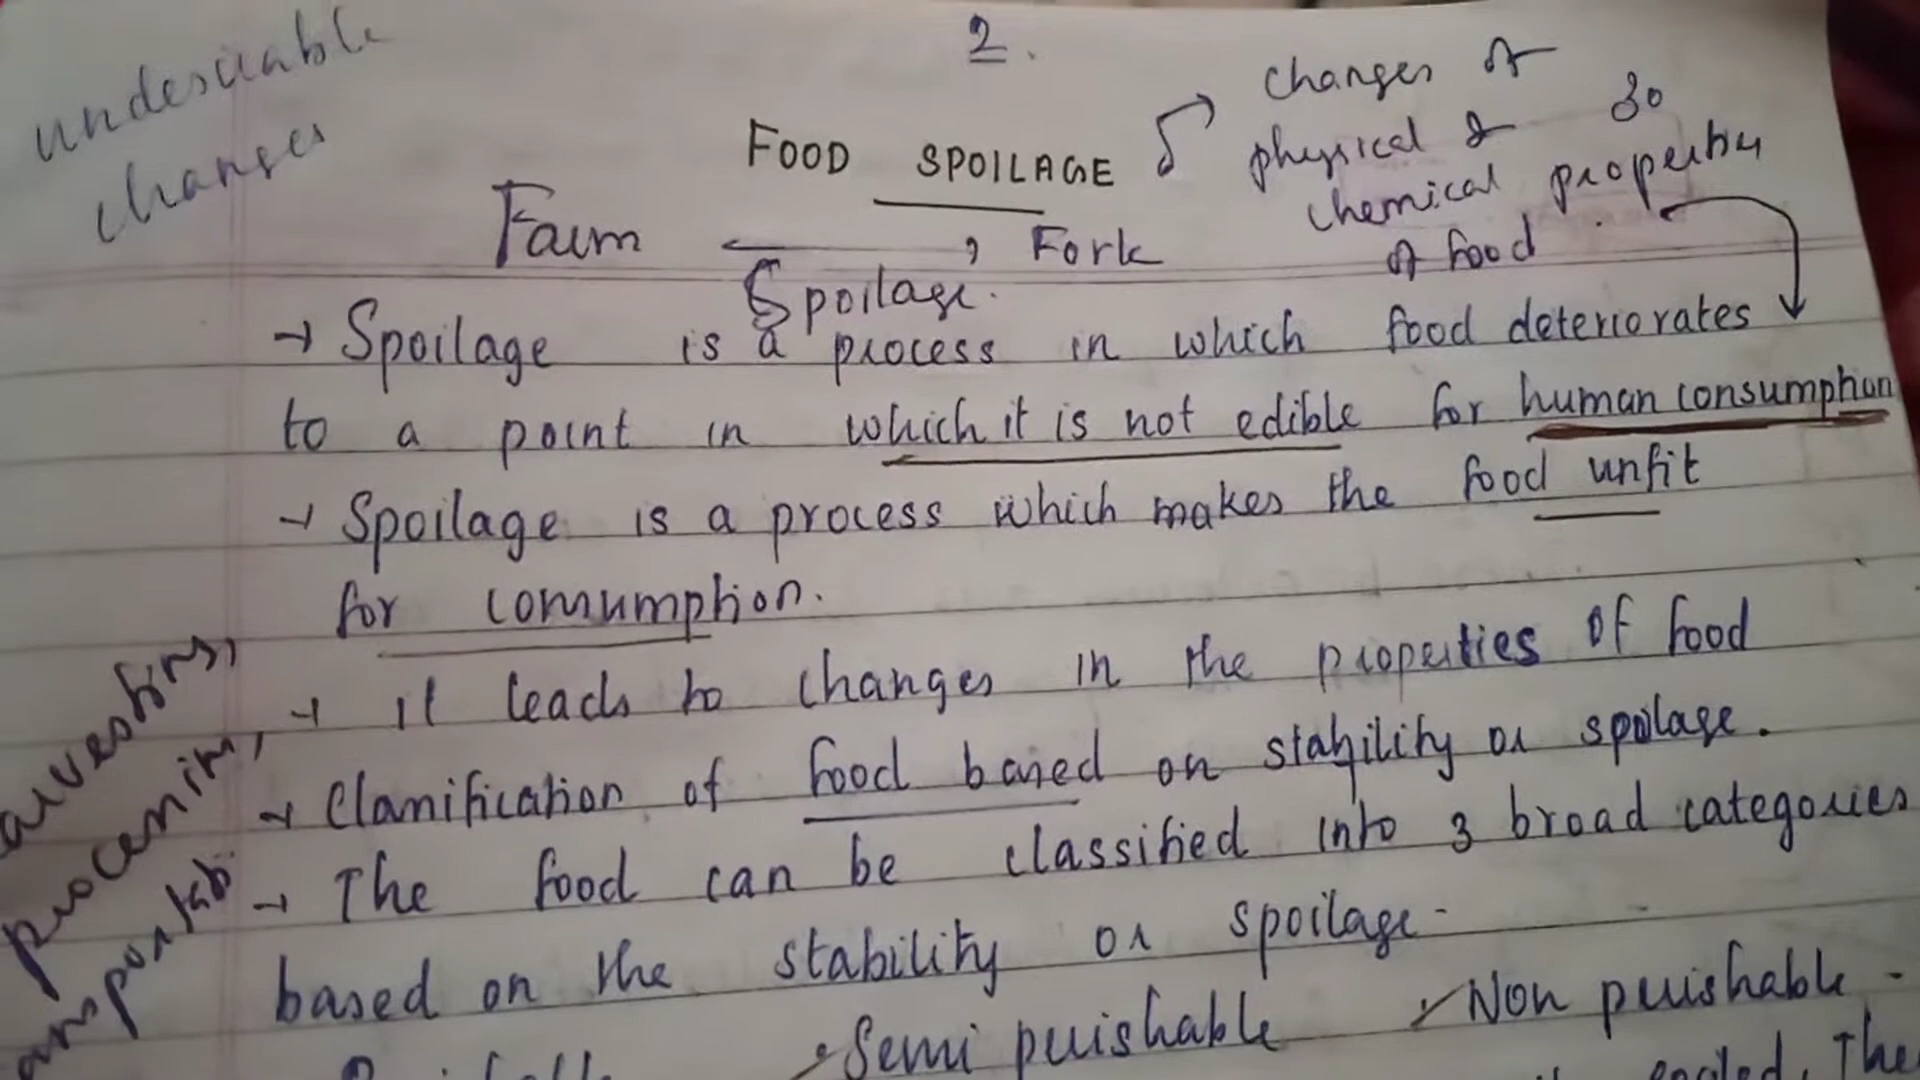 undesirable
changes
2.
FOOD SPOILAGE
changes of
physical &
chemical properties
of food
Farm Fork
Spoilage.
→ Spoilage is a process in which food deteriorates
to a point in which it is not edible for human consumption
→ Spoilage is a process which makes the food unfit
for consumption.
→ it leads to changes in the properties of food
→ Classification of food based on stability or spoilage.
→ The food can be classified into 3 broad categories
based on the stability or spoilage.
Semi perishable
Non perishable
processing,
The